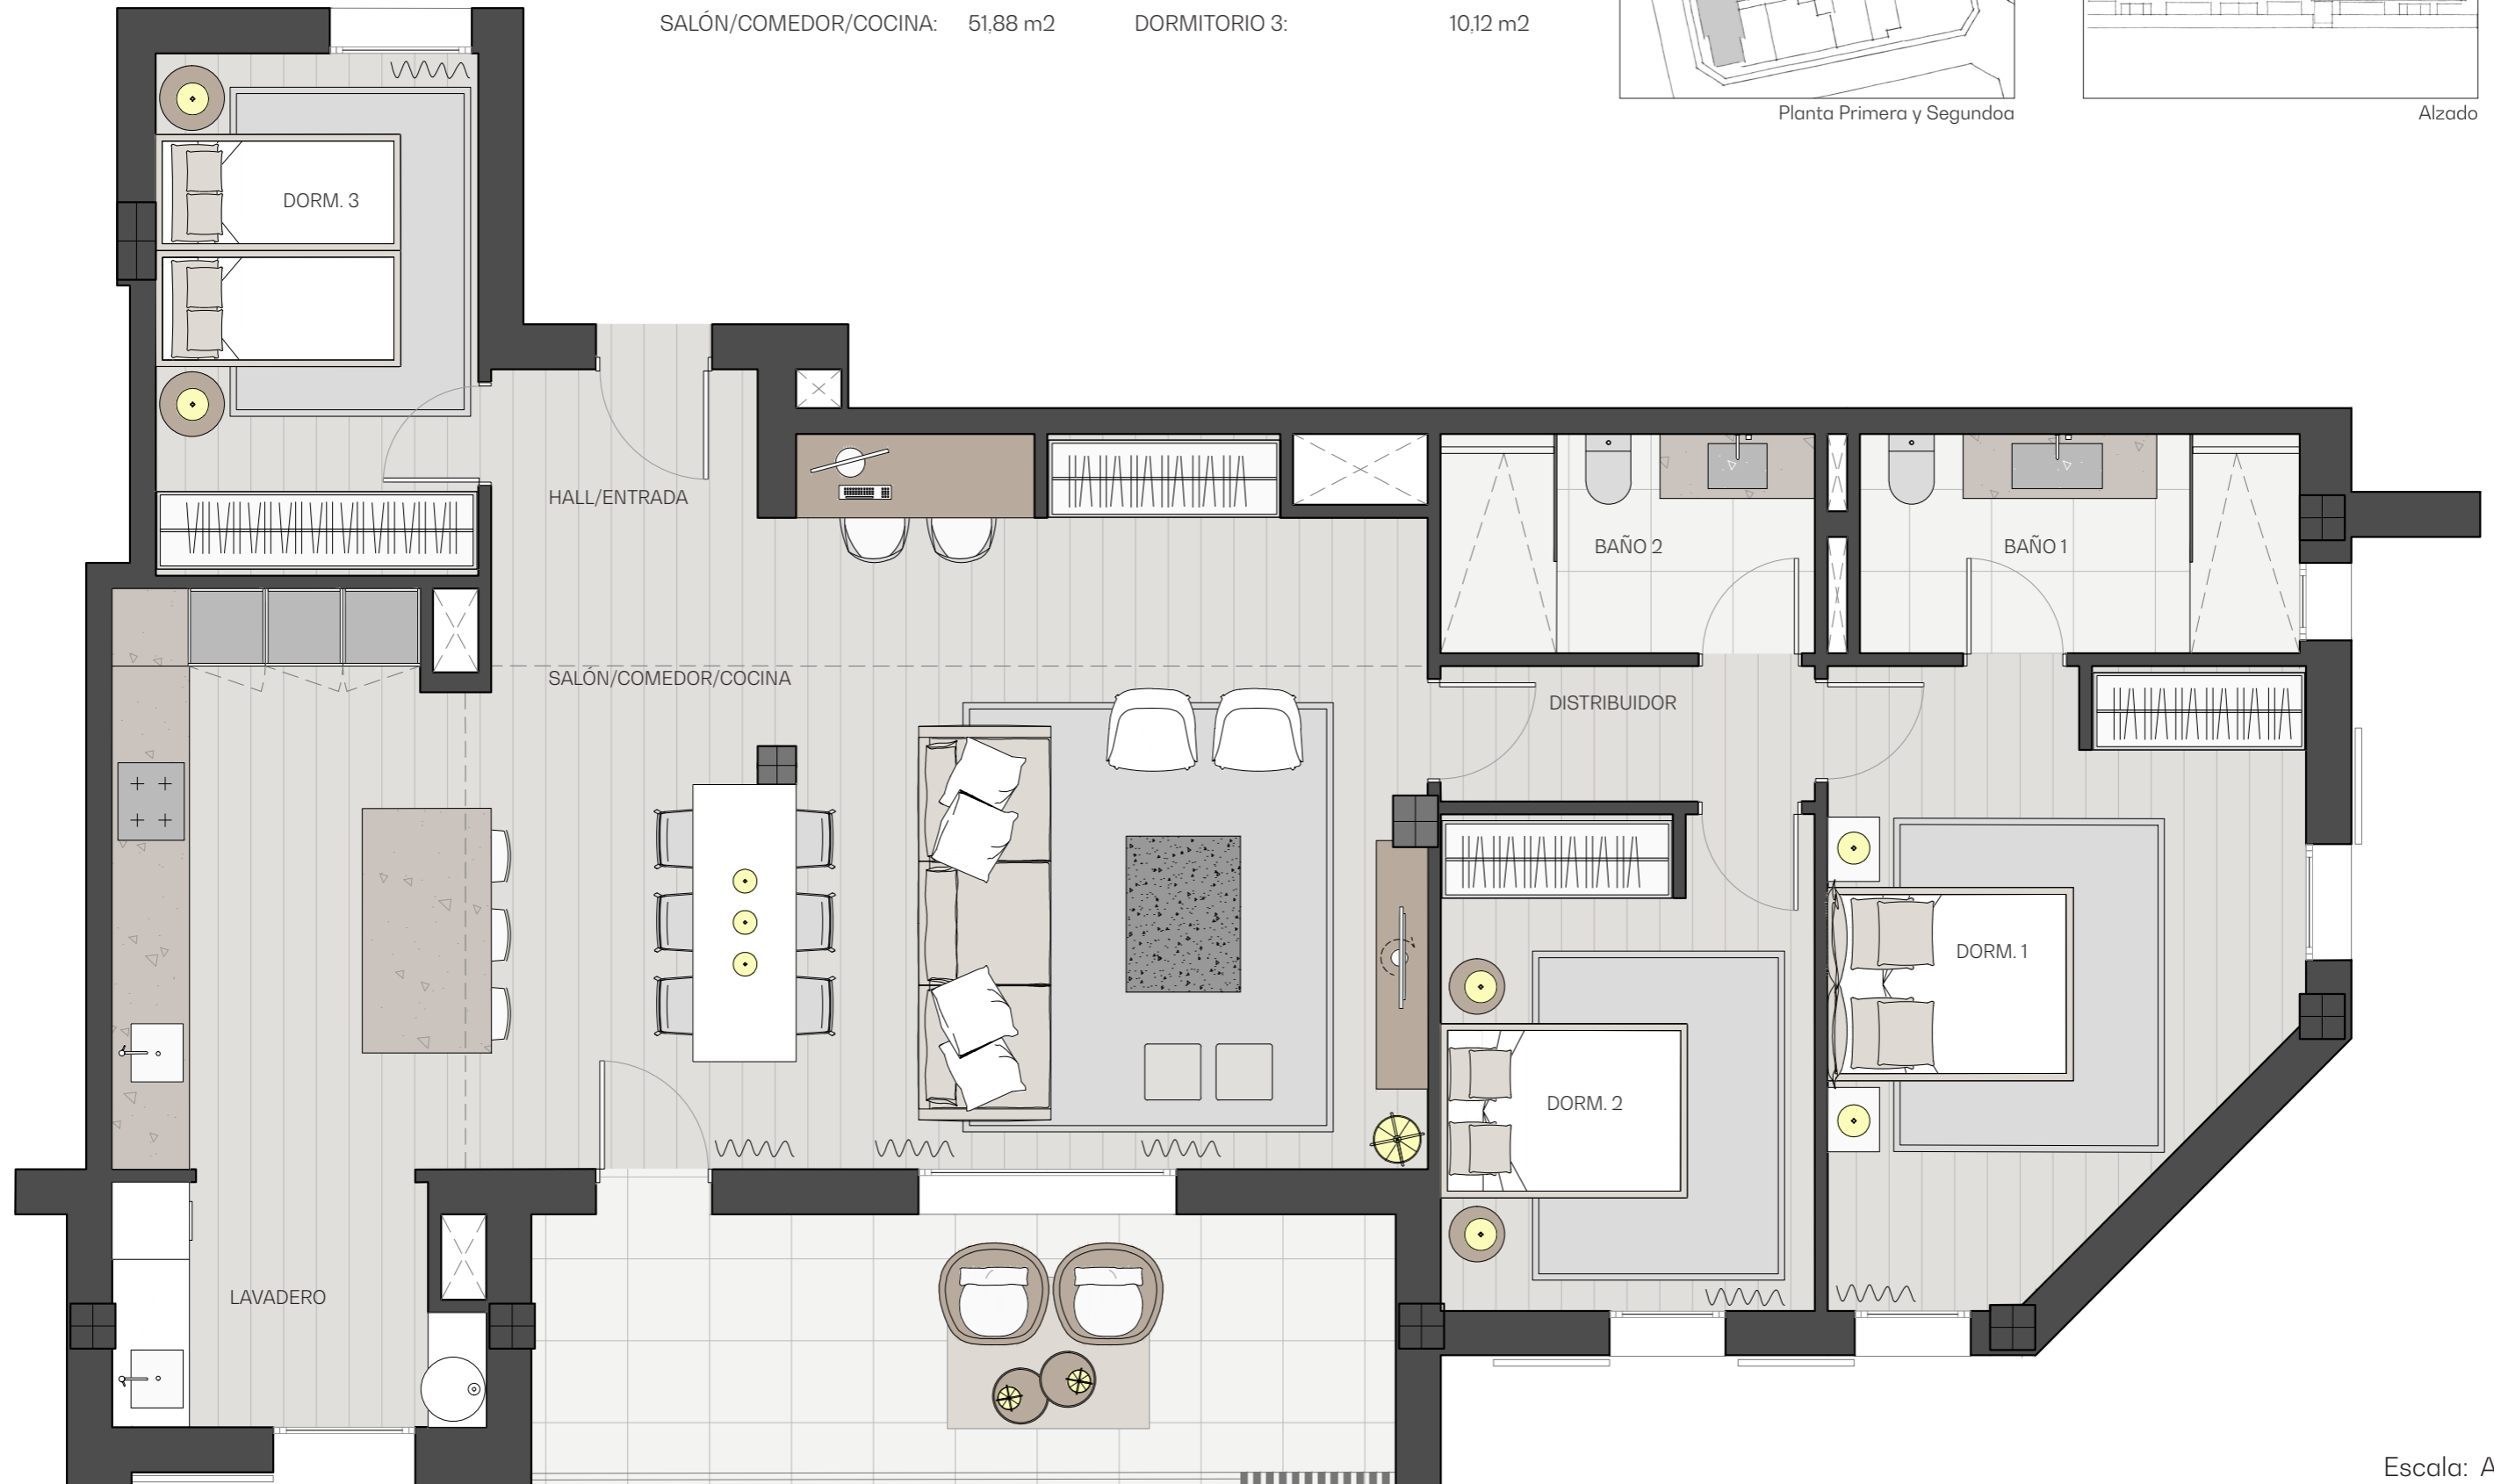 SALÓN/COMEDOR/COCINA: 51,88 m2 DORMITORIO 3: 10,12 m2
Planta Primera y Segundoa
Alzado
DORM. 3
HALL/ENTRADA
BAÑO 2
BAÑO 1
SALÓN/COMEDOR/COCINA
DISTRIBUIDOR
DORM. 1
DORM. 2
LAVADERO
Escala: A